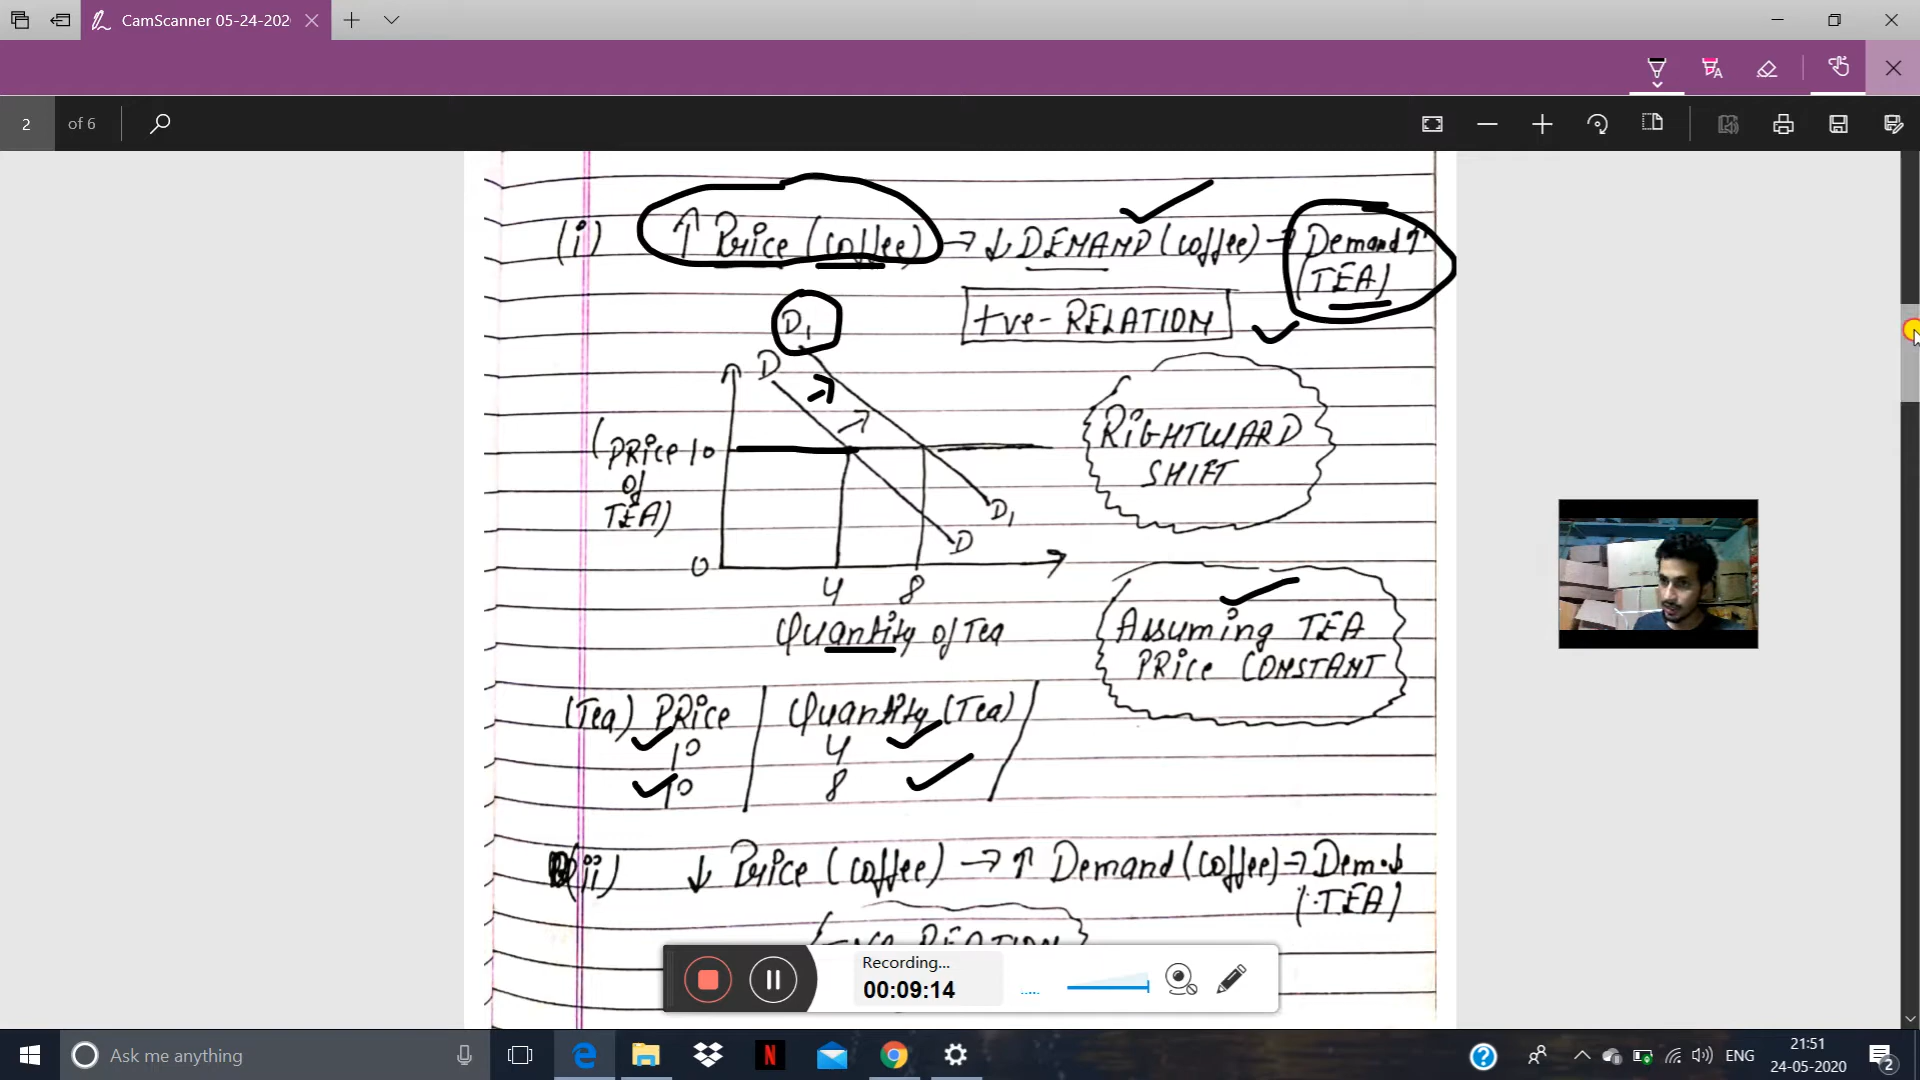 CamScanner 05-24-202
2 of 6
(i) ↑ Price (coffee) → ↓ DEMAND (coffee) → Demand ↑
(TEA)
+ve - RELATION
D₁
D
RIGHTWARD
SHIFT
(PRICE 10
of
TEA)
D₁
D
0
4 8
Quantity of Tea
Assuming TEA
PRICE CONSTANT
(Tea) PRICE Quantity (Tea)
10 4
10 8
(ii) ↓ Price (coffee) → ↑ Demand (coffee) → Dem. ↓
(TEA)
Recording...
00:09:14
Ask me anything
N
ENG
21:51
24-05-2020
2